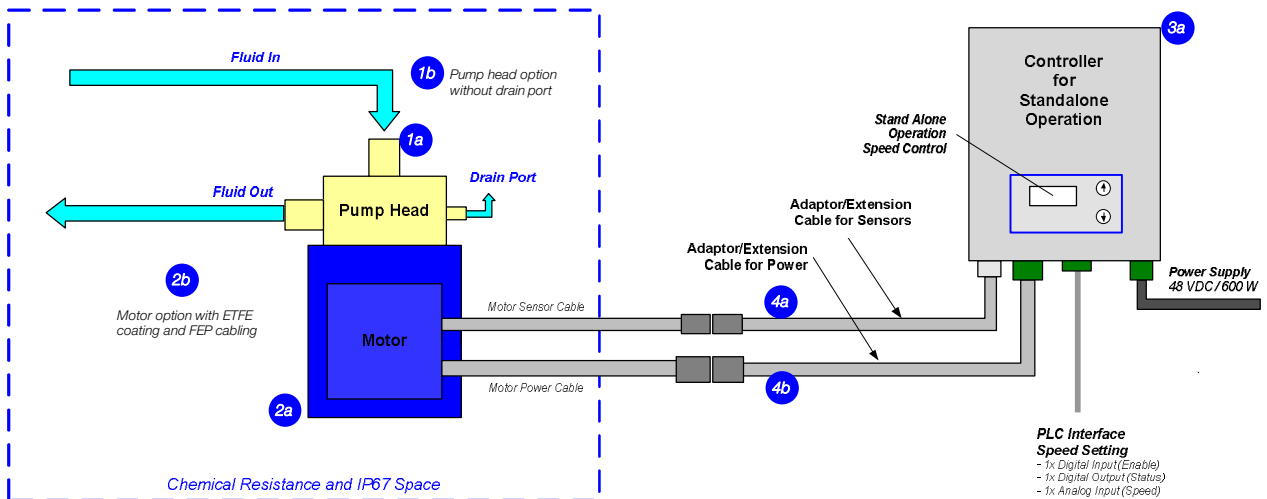 Fluid In
1b
Pump head option
without drain port
1a
Fluid Out
Drain Port
Pump Head
2b
Motor option with ETFE
coating and FEP cabling
Motor
2a
Motor Sensor Cable
Motor Power Cable
Chemical Resistance and IP67 Space
Adaptor/Extension
Cable for Sensors
Adaptor/Extension
Cable for Power
4a
4b
3a
Controller
for
Standalone
Operation
Stand Alone
Operation
Speed Control
Power Supply
48 VDC / 600 W
PLC Interface
Speed Setting
- 1x Digital Input (Enable)
- 1x Digital Output (Status)
- 1x Analog Input (Speed)